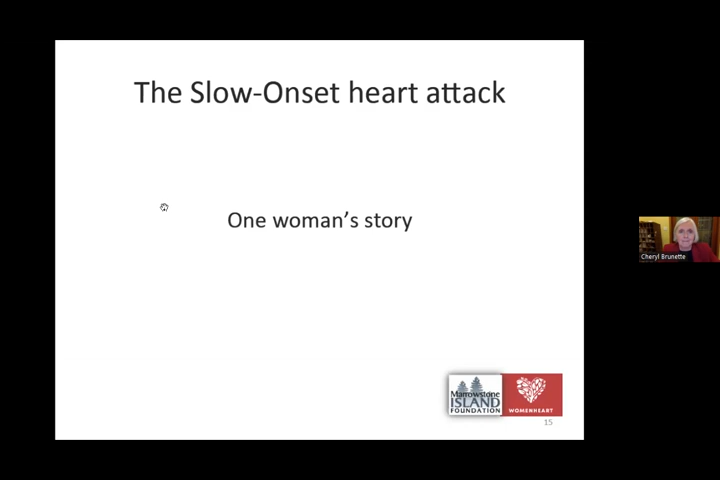 The Slow-Onset heart attack
One woman's story
Marrowstone
ISLAND
FOUNDATION
WOMENHEART
15
Cheryl Brunette